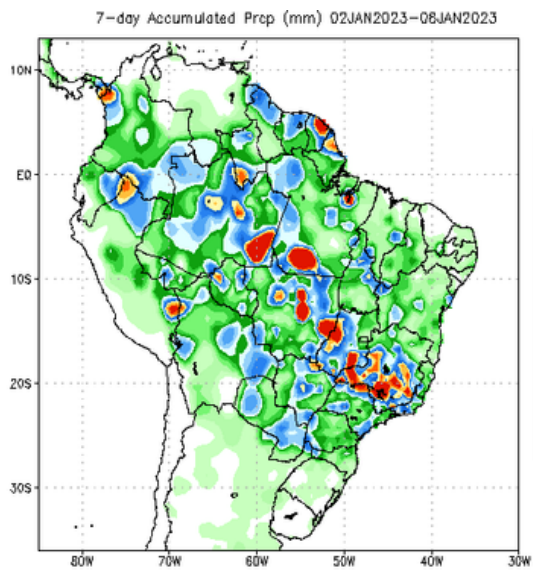 7-day Accumulated Prcp (mm) 02JAN2023-08JAN2023
10N
EQ
10S
20S
30S
80W
70W
60W
50W
40W
30W